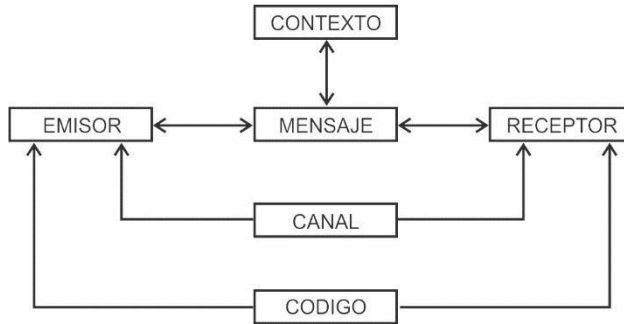 CONTEXTO
EMISOR
MENSAJE
RECEPTOR
CANAL
CODIGO